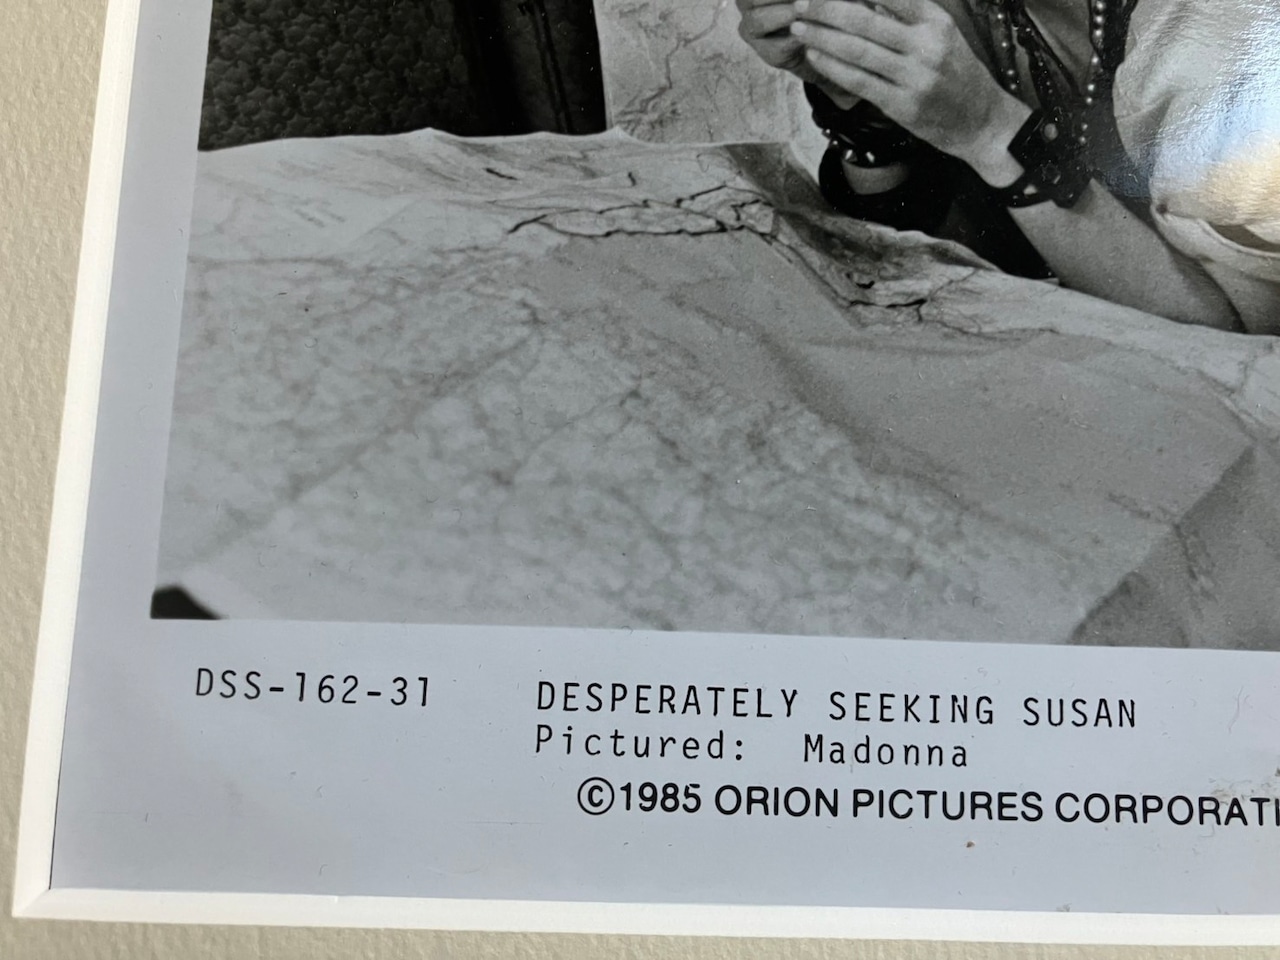 DSS-162-31 DESPERATELY SEEKING SUSAN
Pictured: Madonna
©1985 ORION PICTURES CORPORATI